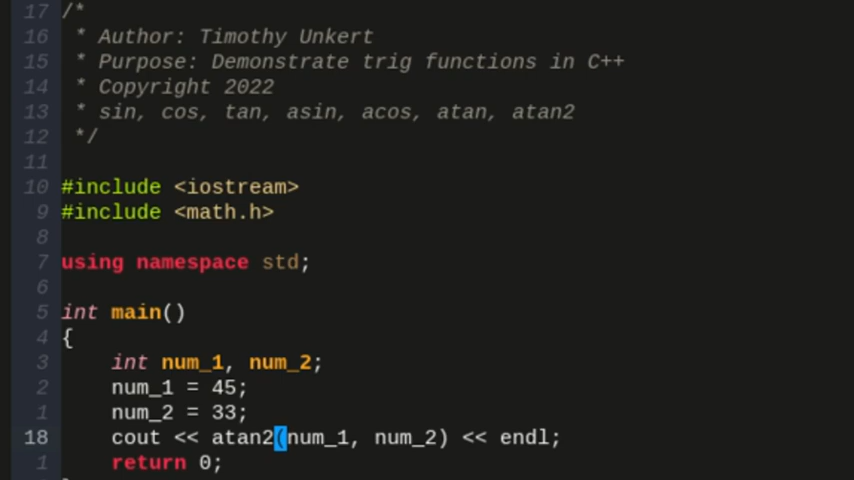 17 /*
16  * Author: Timothy Unkert
15  * Purpose: Demonstrate trig functions in C++
14  * Copyright 2022
13  * sin, cos, tan, asin, acos, atan, atan2
12  */
11
10 #include <iostream>
9 #include <math.h>
8
7 using namespace std;
6
5 int main()
4 {
3     int num_1, num_2;
2     num_1 = 45;
1     num_2 = 33;
18     cout << atan2(num_1, num_2) << endl;
1     return 0;